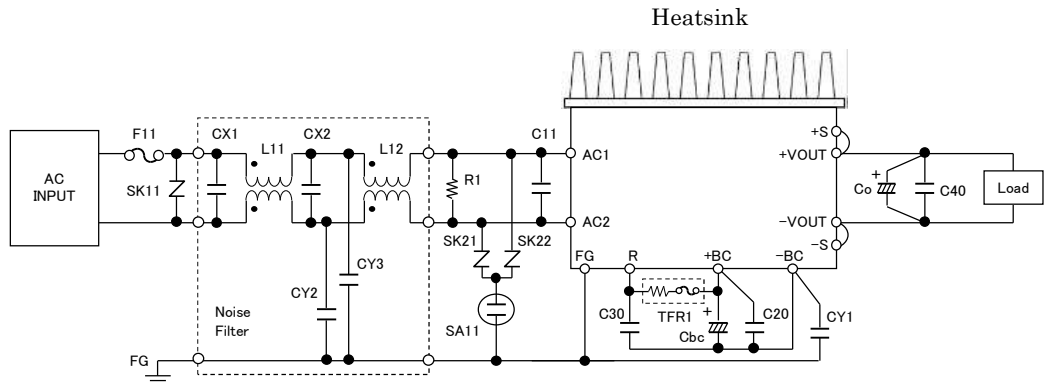 Heatsink
F11
CX1
CX2
L11
L12
C11
AC
INPUT
SK11
R1
AC1
AC2
+S
+VOUT
-VOUT
-S
+
Co
C40
Load
SK21
SK22
FG
R
+BC
-BC
CY3
CY2
Noise
Filter
SA11
C30
TFR1
+
Cbc
C20
CY1
FG